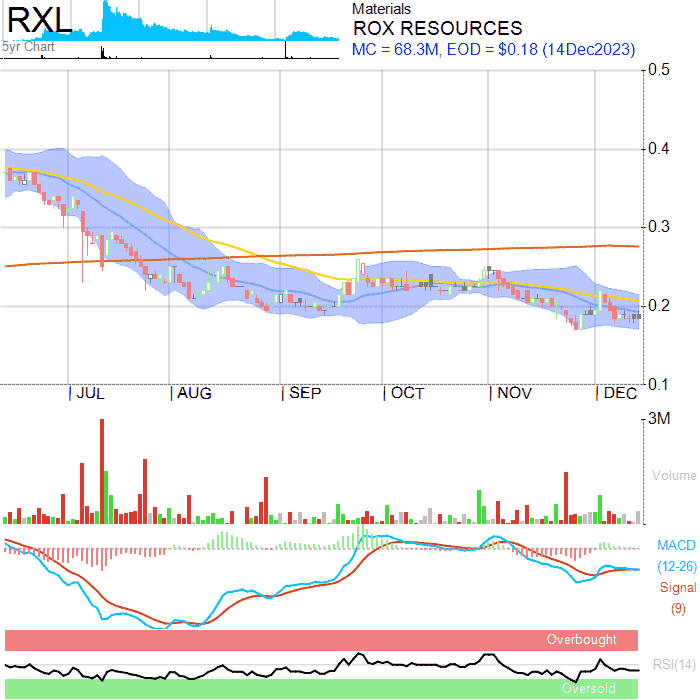 RXL
5yr Chart
Materials
ROX RESOURCES
MC = 68.3M, EOD = $0.18 (14Dec2023)
0.5
0.4
0.3
0.2
0.1
JUL AUG SEP OCT NOV DEC
3M
Volume
MACD
(12-26)
Signal
(9)
Overbought
RSI(14)
Oversold